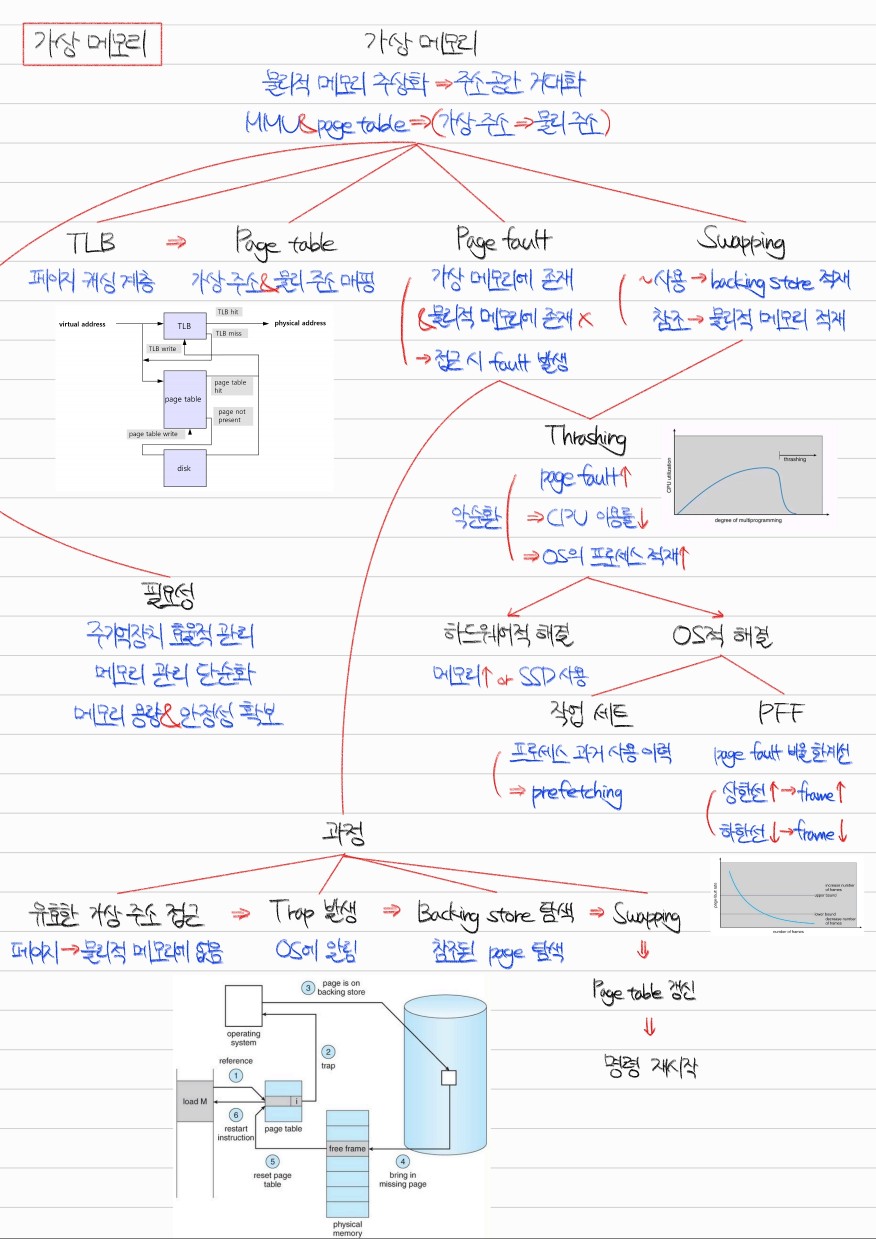 가상 메모리
가상 메모리
물리적 메모리 추상화 ⇒ 주소공간 거대화
MMU & page table ⇒ (가상 주소 ⇒ 물리 주소)
TLB ⇒ Page table
페이지 캐싱 계층
가상 주소 & 물리 주소 매핑
virtual address
TLB
TLB hit
physical address
TLB miss
TLB write
page table
page table hit
page not present
page table write
disk
Page fault
가상 메모리에 존재
& 물리적 메모리에 존재 X
→ 접근 시 fault 발생
Swapping
~사용 → backing store 적재
참조 → 물리적 메모리 적재
Thrashing
page fault ↑
악순환
⇒ CPU 이용률 ↓
⇒ OS의 프로세스 적재 ↑
CPU utilization
thrashing
degree of multiprogramming
필요성
주기억장치 효율적 관리
메모리 관리 단순화
메모리 용량 & 안정성 확보
하드웨어적 해결
메모리 ↑ or SSD 사용
OS적 해결
작업 세트
프로세스 과거 사용 이력
⇒ prefetching
PFF
page fault 비율 한계선
상한선 ↑ → frame ↑
하한선 ↓ → frame ↓
page-fault rate
increase number
of frames
upper bound
lower bound
decrease number
of frames
number of frames
과정
유효한 가상 주소 접근 ⇒ Trap 발생 ⇒ Backing store 탐색 ⇒ Swapping
페이지 → 물리적 메모리에 없음
OS에 알림
참조된 page 탐색
⇓
Page table 갱신
⇓
명령 재시작
3
page is on
backing store
operating
system
2
trap
reference
1
load M
i
6
restart
instruction
page table
free frame
5
reset page
table
4
bring in
missing page
physical
memory